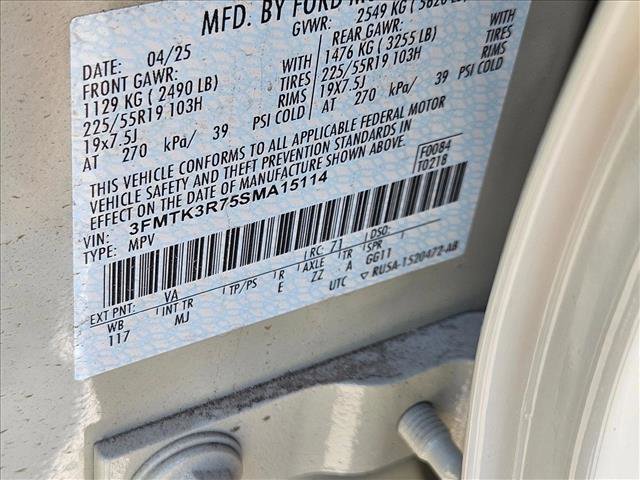 MFD. BY FORD MO
GVWR: 2549 KG (5620 L
DATE: 04/25
FRONT GAWR: WITH
1129 KG (2490 LB) TIRES
225/55R19 103H RIMS
19x7.5J PSI COLD
AT 270 kPa/ 39
REAR GAWR: WITH
1476 KG (3255 LB) TIRES
225/55R19 103H RIMS
19X7.5J PSI COLD
AT 270 kPa/ 39
THIS VEHICLE CONFORMS TO ALL APPLICABLE FEDERAL MOTOR
VEHICLE SAFETY AND THEFT PREVENTION STANDARDS IN
EFFECT ON THE DATE OF MANUFACTURE SHOWN ABOVE.
VIN: 3FMTK3R75SMA15114
TYPE: MPV
F0084
T0218
EXT PNT: VA RC: 71 DSO:
WB INT TR TP/PS R AXLE TR SPR
117 MJ E ZZ A GG11
UTC RU5A-1520472-AB